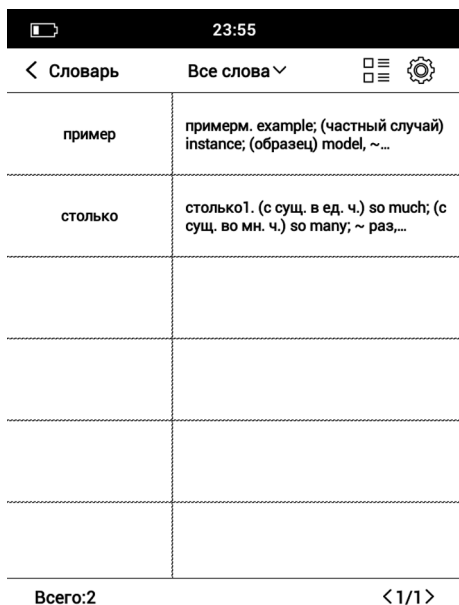 23:55
Словарь
Все слова
пример
примерм. example; (частный случай)
instance; (образец) model, ~...
столько
столько1. (с сущ. в ед. ч.) so much; (с
сущ. во мн. ч.) so many; ~ раз,...
Всего:2
<1/1>